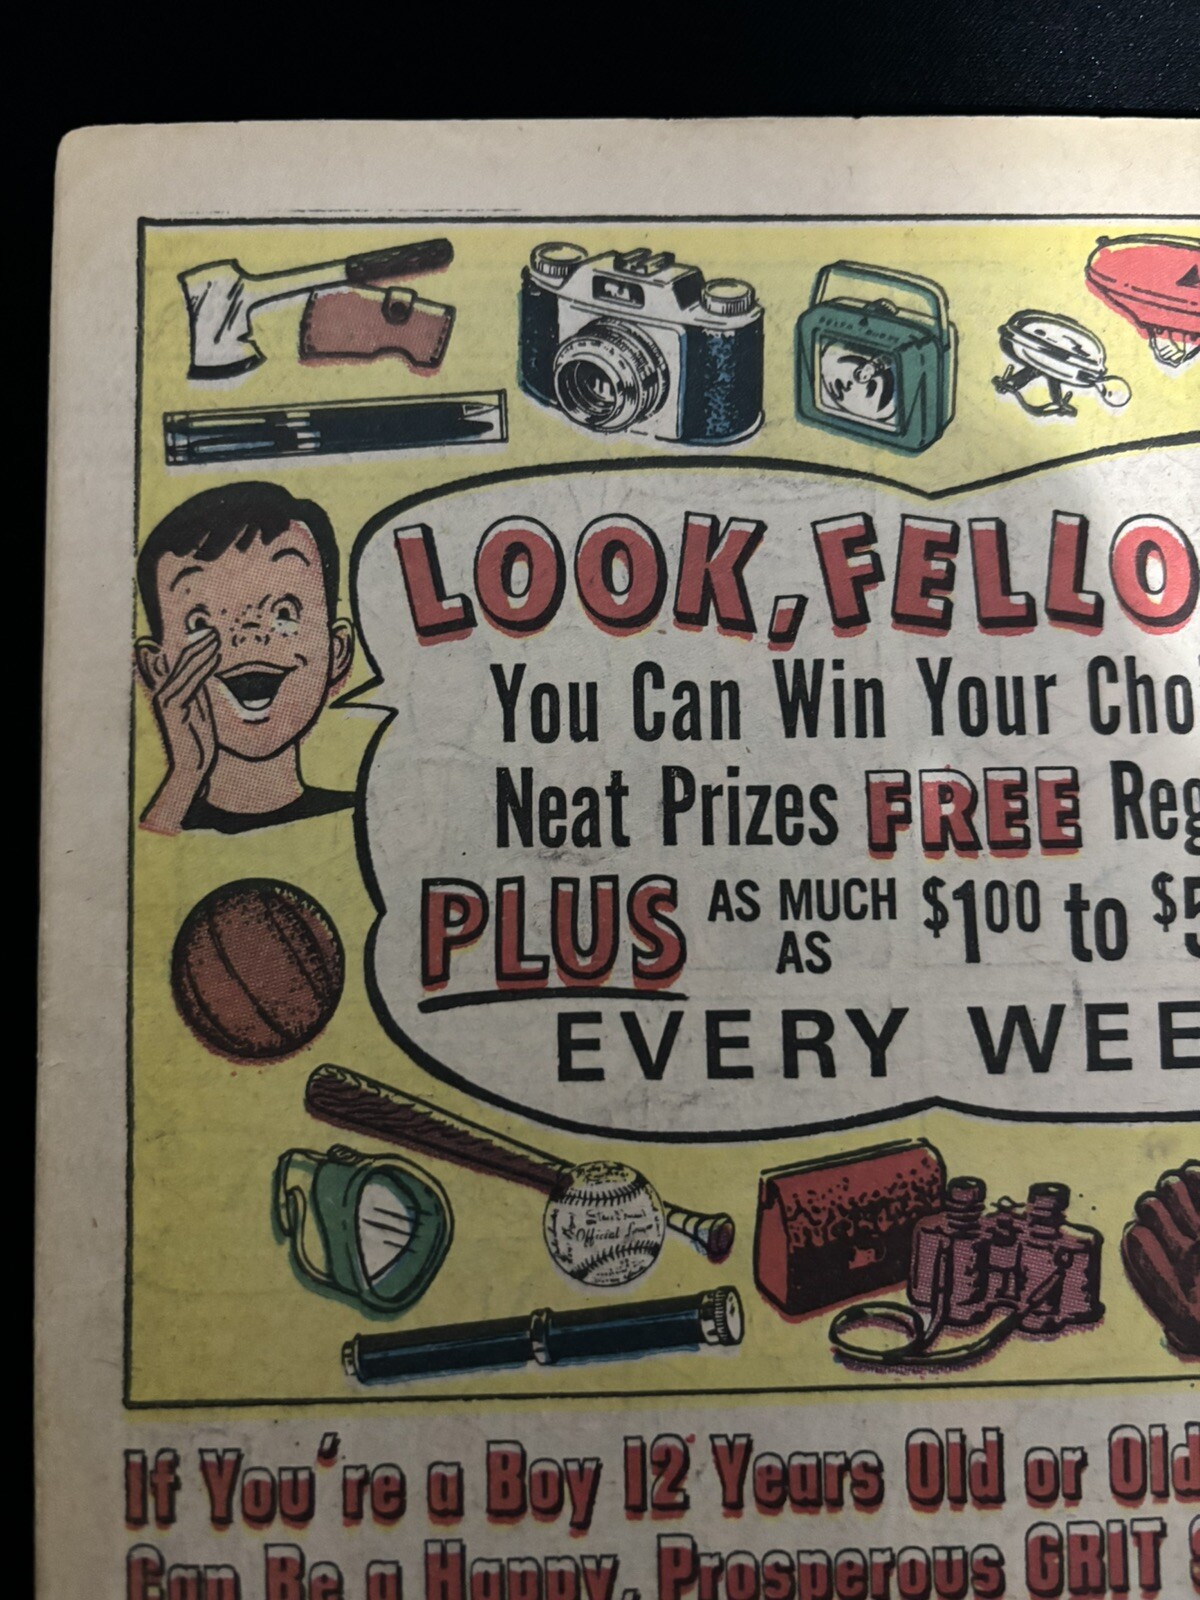 LOOK, FELLO
You Can Win Your Cho
Neat Prizes FREE Reg
PLUS AS MUCH AS $1.00 to $5
EVERY WEE
Official
If You're a Boy 12 Years Old or Old
Can Be a Happy, Prosperous GRIT S